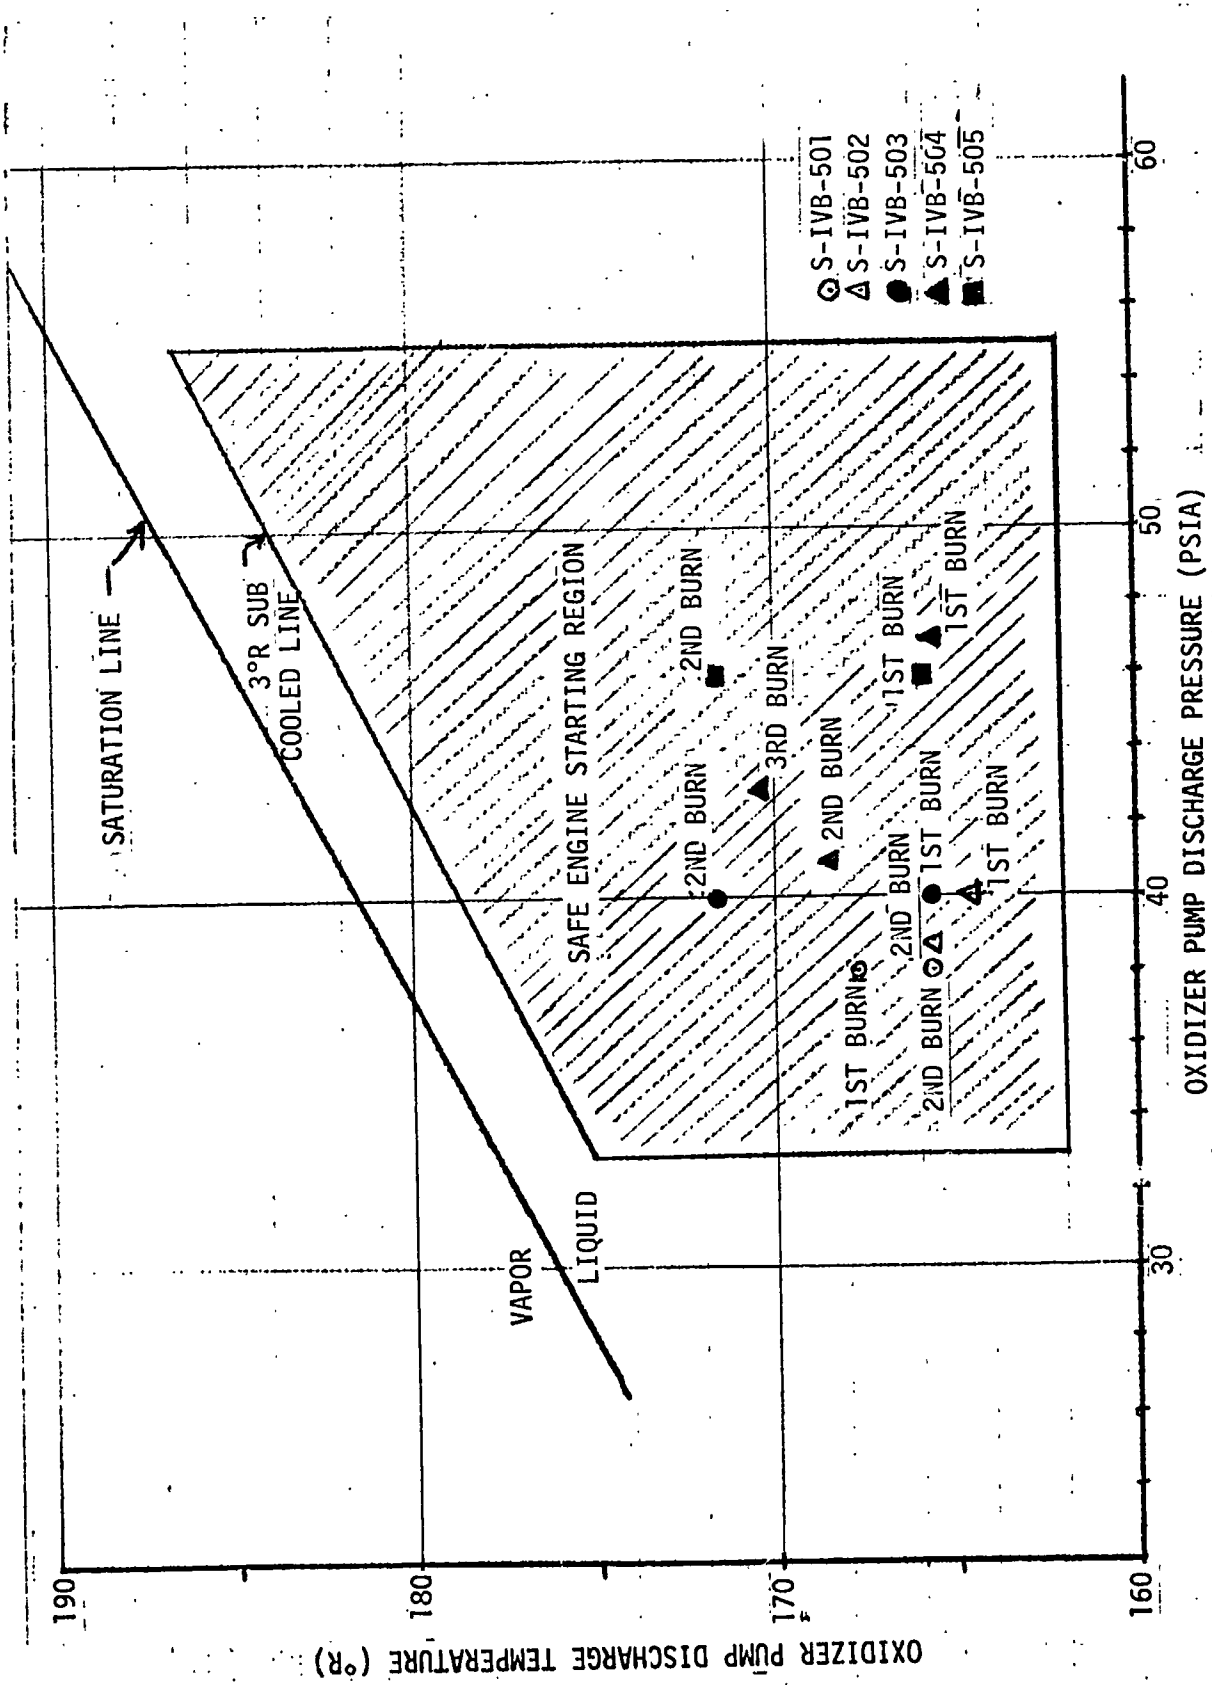 190
180
170
160
OXIDIZER PUMP DISCHARGE TEMPERATURE (°R)
SATURATION LINE
3°R SUB
COOLED LINE
VAPOR
LIQUID
SAFE ENGINE STARTING REGION
2ND BURN
2ND BURN
3RD BURN
2ND BURN
1ST BURN
1ST BURN
1ST BURN
2ND BURN
1ST BURN
2ND BURN
1ST BURN
S-IVB-501
S-IVB-502
S-IVB-503
S-IVB-504
S-IVB-505
30
40
50
60
OXIDIZER PUMP DISCHARGE PRESSURE (PSIA)